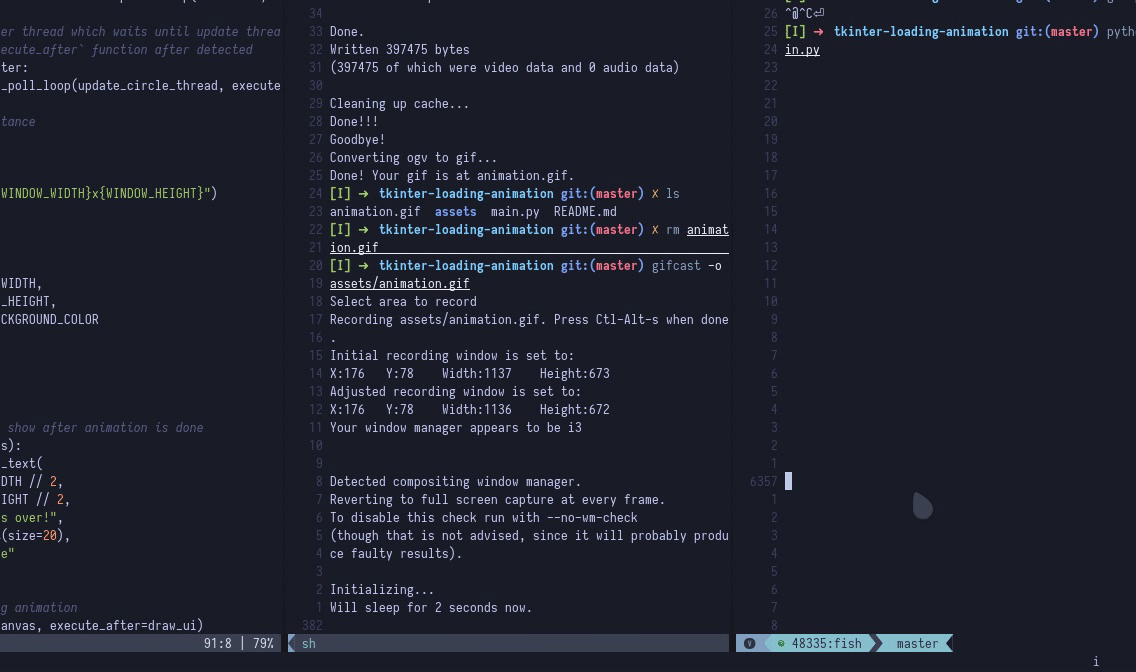 er thread which waits until update threa
ecute_after` function after detected
ter:
_poll_loop(update_circle_thread, execute
tance
WINDOW_WIDTH}x{WINDOW_HEIGHT}")
WIDTH,
_HEIGHT,
CKGROUND_COLOR
show after animation is done
s):
_text(
DTH // 2,
IGHT // 2,
s over!",
(size=20),
e"
g animation
anvas, execute_after=draw_ui)
91:8 | 79%
34
33 Done.
32 Written 397475 bytes
31 (397475 of which were video data and 0 audio data)
30
29 Cleaning up cache...
28 Done!!!
27 Goodbye!
26 Converting ogv to gif...
25 Done! Your gif is at animation.gif.
24 [I] → tkinter-loading-animation git:(master) ✗ ls
23 animation.gif assets main.py README.md
22 [I] → tkinter-loading-animation git:(master) ✗ rm animat
21 ion.gif
20 [I] → tkinter-loading-animation git:(master) gifcast -o
19 assets/animation.gif
18 Select area to record
17 Recording assets/animation.gif. Press Ctl-Alt-s when done
16 .
15 Initial recording window is set to:
14 X:176 Y:78 Width:1137 Height:673
13 Adjusted recording window is set to:
12 X:176 Y:78 Width:1136 Height:672
11 Your window manager appears to be i3
10
9
8 Detected compositing window manager.
7 Reverting to full screen capture at every frame.
6 To disable this check run with --no-wm-check
5 (though that is not advised, since it will probably produ
4 ce faulty results).
3
2 Initializing...
1 Will sleep for 2 seconds now.
382
sh
26 ^@^C⏎
25 [I] → tkinter-loading-animation git:(master) pyth
24 in.py
23
22
21
20
19
18
17
16
15
14
13
12
11
10
9
8
7
6
5
4
3
2
1
6357
1
2
3
4
5
6
7
8
48335:fish master
i